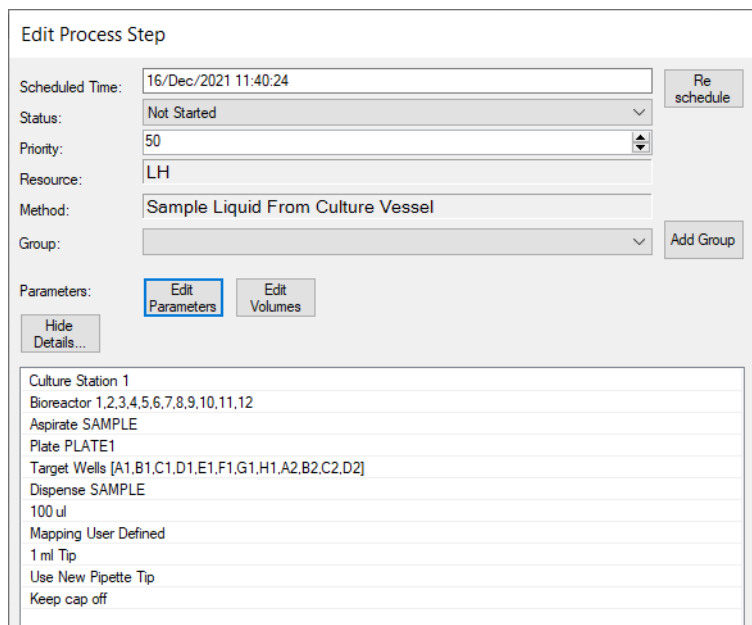 Edit Process Step
Scheduled Time: 16/Dec/2021 11:40:24 Re schedule
Status: Not Started
Priority: 50
Resource: LH
Method: Sample Liquid From Culture Vessel
Group: Add Group
Parameters: Edit Parameters Edit Volumes
Hide Details...
Culture Station 1
Bioreactor 1,2,3,4,5,6,7,8,9,10,11,12
Aspirate SAMPLE
Plate PLATE1
Target Wells [A1,B1,C1,D1,E1,F1,G1,H1,A2,B2,C2,D2]
Dispense SAMPLE
100 ul
Mapping User Defined
1 ml Tip
Use New Pipette Tip
Keep cap off